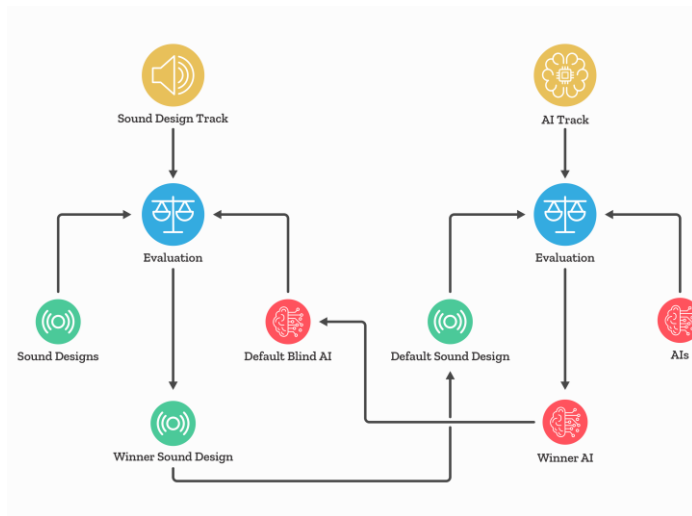 Sound Design Track
AI Track
Evaluation
Evaluation
Sound Designs
Default Blind AI
Default Sound Design
AIs
Winner Sound Design
Winner AI